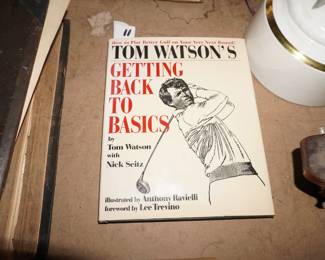 11
How to Play Better Golf on Your Very Next Round!
TOM WATSON'S
GETTING
BACK
TO
BASICS
by
Tom Watson
with
Nick Seitz
illustrated by Anthony Ravielli
foreword by Lee Trevino